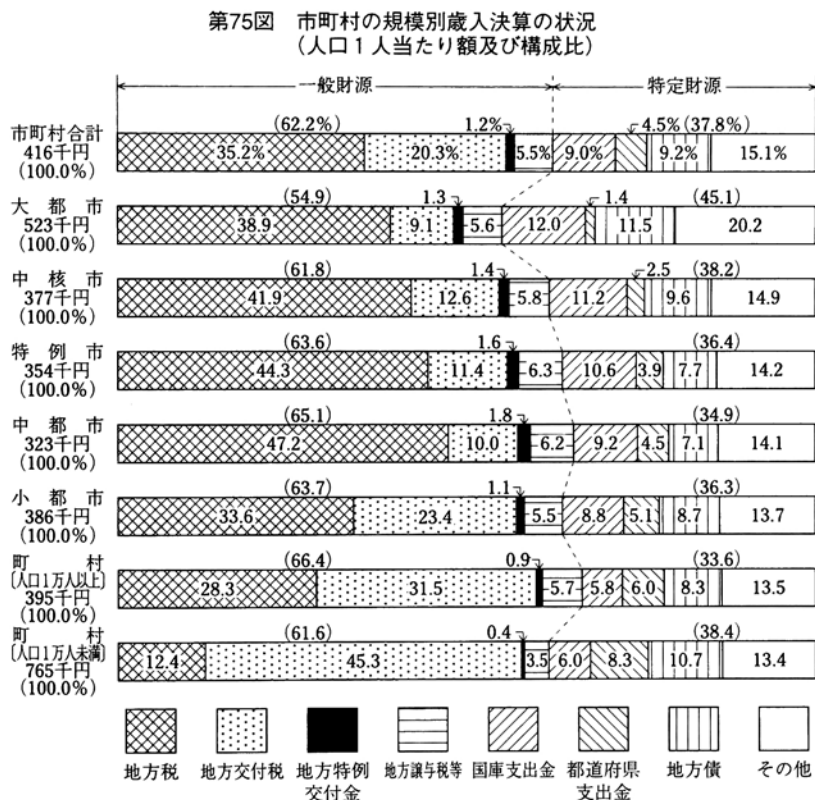 第75図 市町村の規模別歳入決算の状況
(人口1人当たり額及び構成比)
一般財源 特定財源
(62.2%) 1.2% 4.5% (37.8%)
市町村合計
416千円
(100.0%)
35.2% 20.3% 5.5% 9.0% 9.2% 15.1%
(54.9) 1.3 1.4 (45.1)
大都市
523千円
(100.0%)
38.9 9.1 5.6 12.0 11.5 20.2
(61.8) 1.4 2.5 (38.2)
中核市
377千円
(100.0%)
41.9 12.6 5.8 11.2 9.6 14.9
(63.6) 1.6 (36.4)
特例市
354千円
(100.0%)
44.3 11.4 6.3 10.6 3.9 7.7 14.2
(65.1) 1.8 (34.9)
中都市
323千円
(100.0%)
47.2 10.0 6.2 9.2 4.5 7.1 14.1
(63.7) 1.1 (36.3)
小都市
386千円
(100.0%)
33.6 23.4 5.5 8.8 5.1 8.7 13.7
(66.4) 0.9 (33.6)
町村
〔人口1万人以上〕
395千円
(100.0%)
28.3 31.5 5.7 5.8 6.0 8.3 13.5
(61.6) 0.4 (38.4)
町村
〔人口1万人未満〕
765千円
(100.0%)
12.4 45.3 3.5 6.0 8.3 10.7 13.4
地方税 地方交付税 地方特例交付金 地方譲与税等 国庫支出金 都道府県支出金 地方債 その他